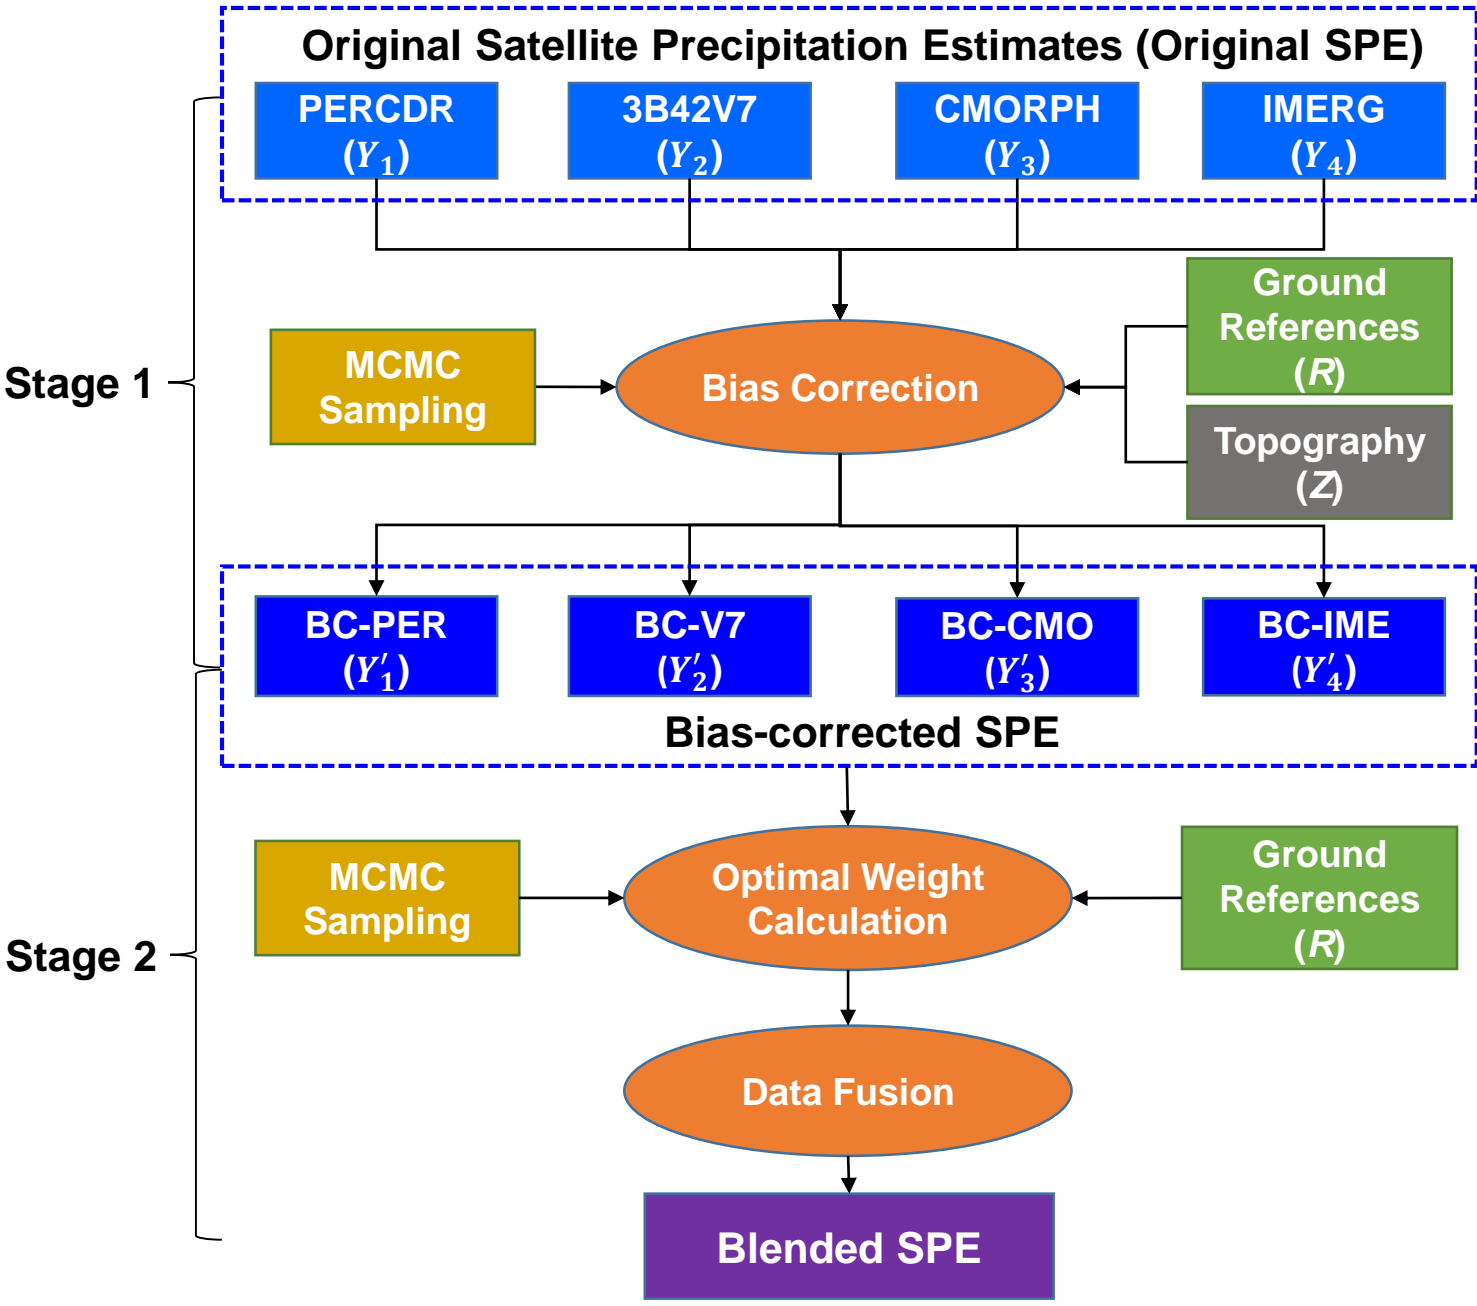 Original Satellite Precipitation Estimates (Original SPE)
PERCDR
(Y₁)
3B42V7
(Y₂)
CMORPH
(Y₃)
IMERG
(Y₄)
Stage 1
MCMC
Sampling
Bias Correction
Ground
References
(R)
Topography
(Z)
BC-PER
(Y′₁)
BC-V7
(Y′₂)
BC-CMO
(Y′₃)
BC-IME
(Y′₄)
Bias-corrected SPE
Stage 2
MCMC
Sampling
Optimal Weight
Calculation
Ground
References
(R)
Data Fusion
Blended SPE